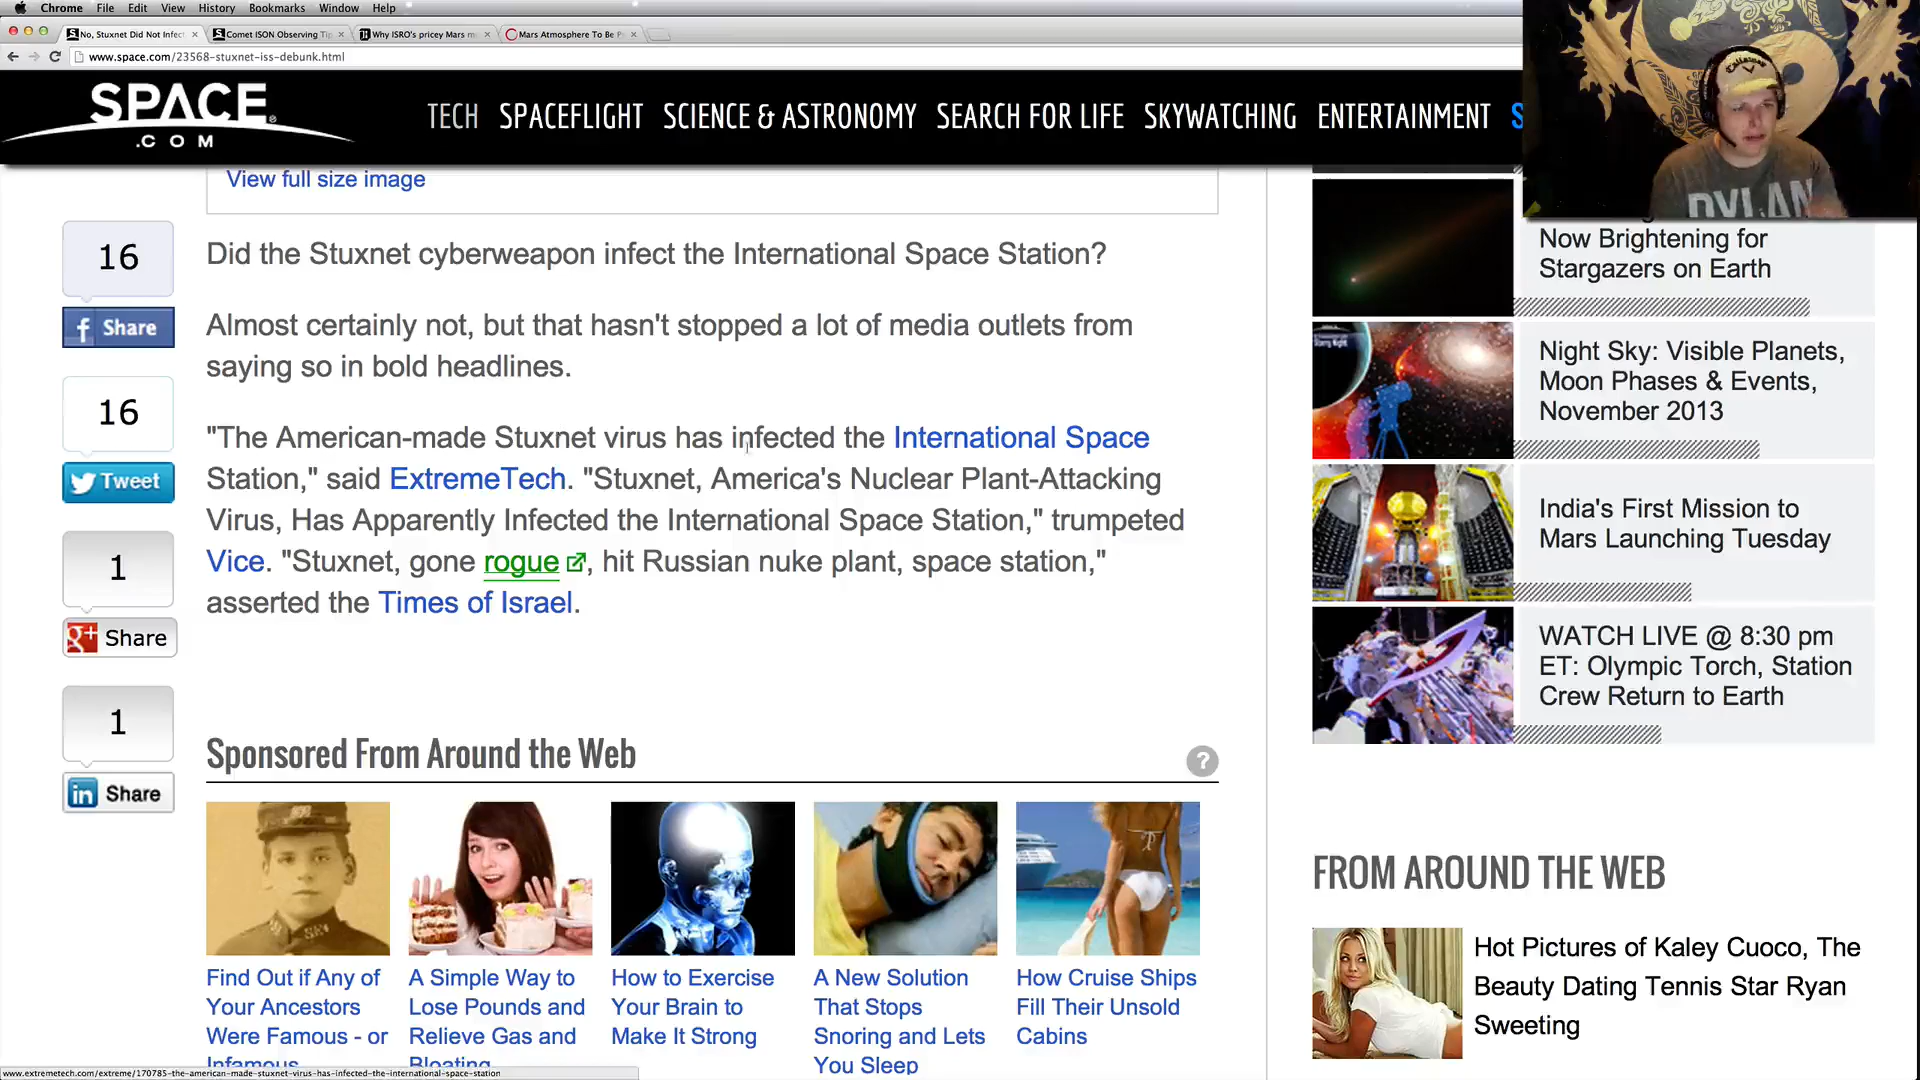 Chrome File Edit View History Bookmarks Window Help
No, Stuxnet Did Not Infect
Comet ISON Observing Tip
Why ISRO's pricey Mars m
Mars Atmosphere To Be P
www.space.com/23568-stuxnet-iss-debunk.html
SPACE
.COM
TECH SPACEFLIGHT SCIENCE & ASTRONOMY SEARCH FOR LIFE SKYWATCHING ENTERTAINMENT S
Callaway
DYLAN
View full size image
16
Share
16
Tweet
1
Share
1
Share
Did the Stuxnet cyberweapon infect the International Space Station?
Almost certainly not, but that hasn't stopped a lot of media outlets from
saying so in bold headlines.
"The American-made Stuxnet virus has infected the International Space
Station," said ExtremeTech. "Stuxnet, America's Nuclear Plant-Attacking
Virus, Has Apparently Infected the International Space Station," trumpeted
Vice. "Stuxnet, gone rogue, hit Russian nuke plant, space station,"
asserted the Times of Israel.
Sponsored From Around the Web
?
Find Out if Any of
Your Ancestors
Were Famous - or
Infamous
A Simple Way to
Lose Pounds and
Relieve Gas and
Bloating
How to Exercise
Your Brain to
Make It Strong
A New Solution
That Stops
Snoring and Lets
You Sleep
How Cruise Ships
Fill Their Unsold
Cabins
Now Brightening for
Stargazers on Earth
Night Sky: Visible Planets,
Moon Phases & Events,
November 2013
India's First Mission to
Mars Launching Tuesday
WATCH LIVE @ 8:30 pm
ET: Olympic Torch, Station
Crew Return to Earth
FROM AROUND THE WEB
Hot Pictures of Kaley Cuoco, The
Beauty Dating Tennis Star Ryan
Sweeting
www.extremetech.com/extreme/170785-the-american-made-stuxnet-virus-has-infected-the-international-space-station